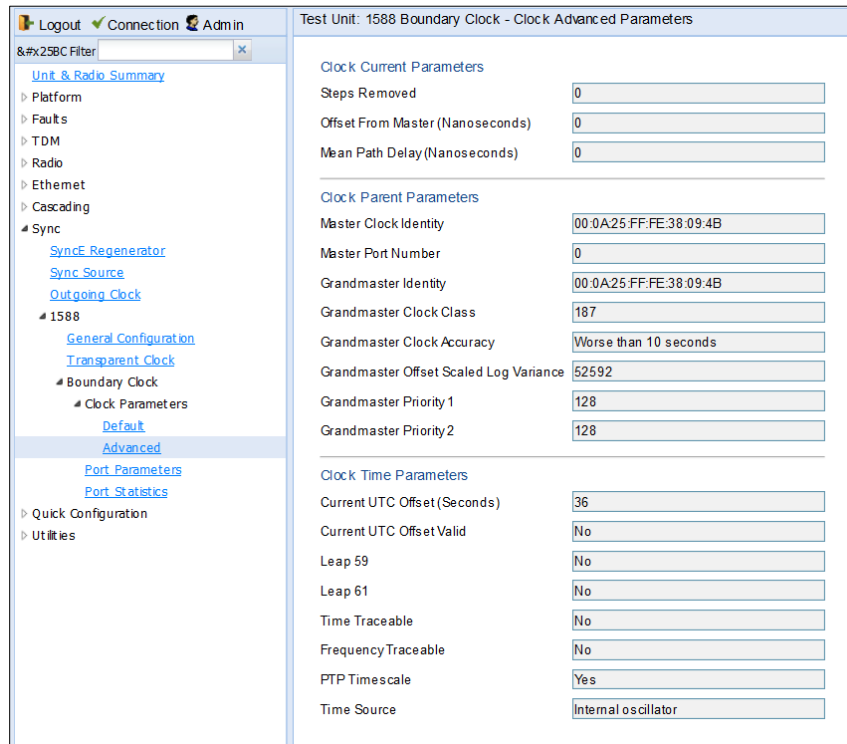 Logout Connection Admin
&#x25BC Filter
Unit & Radio Summary
Platform
Faults
TDM
Radio
Ethernet
Cascading
Sync
SyncE Regenerator
Sync Source
Outgoing Clock
1588
General Configuration
Transparent Clock
Boundary Clock
Clock Parameters
Default
Advanced
Port Parameters
Port Statistics
Quick Configuration
Utilities
Test Unit: 1588 Boundary Clock - Clock Advanced Parameters
Clock Current Parameters
Steps Removed 0
Offset From Master (Nanoseconds) 0
Mean Path Delay (Nanoseconds) 0
Clock Parent Parameters
Master Clock Identity 00:0A:25:FF:FE:38:09:4B
Master Port Number 0
Grandmaster Identity 00:0A:25:FF:FE:38:09:4B
Grandmaster Clock Class 187
Grandmaster Clock Accuracy Worse than 10 seconds
Grandmaster Offset Scaled Log Variance 52592
Grandmaster Priority 1 128
Grandmaster Priority 2 128
Clock Time Parameters
Current UTC Offset (Seconds) 36
Current UTC Offset Valid No
Leap 59 No
Leap 61 No
Time Traceable No
Frequency Traceable No
PTP Timescale Yes
Time Source Internal oscillator